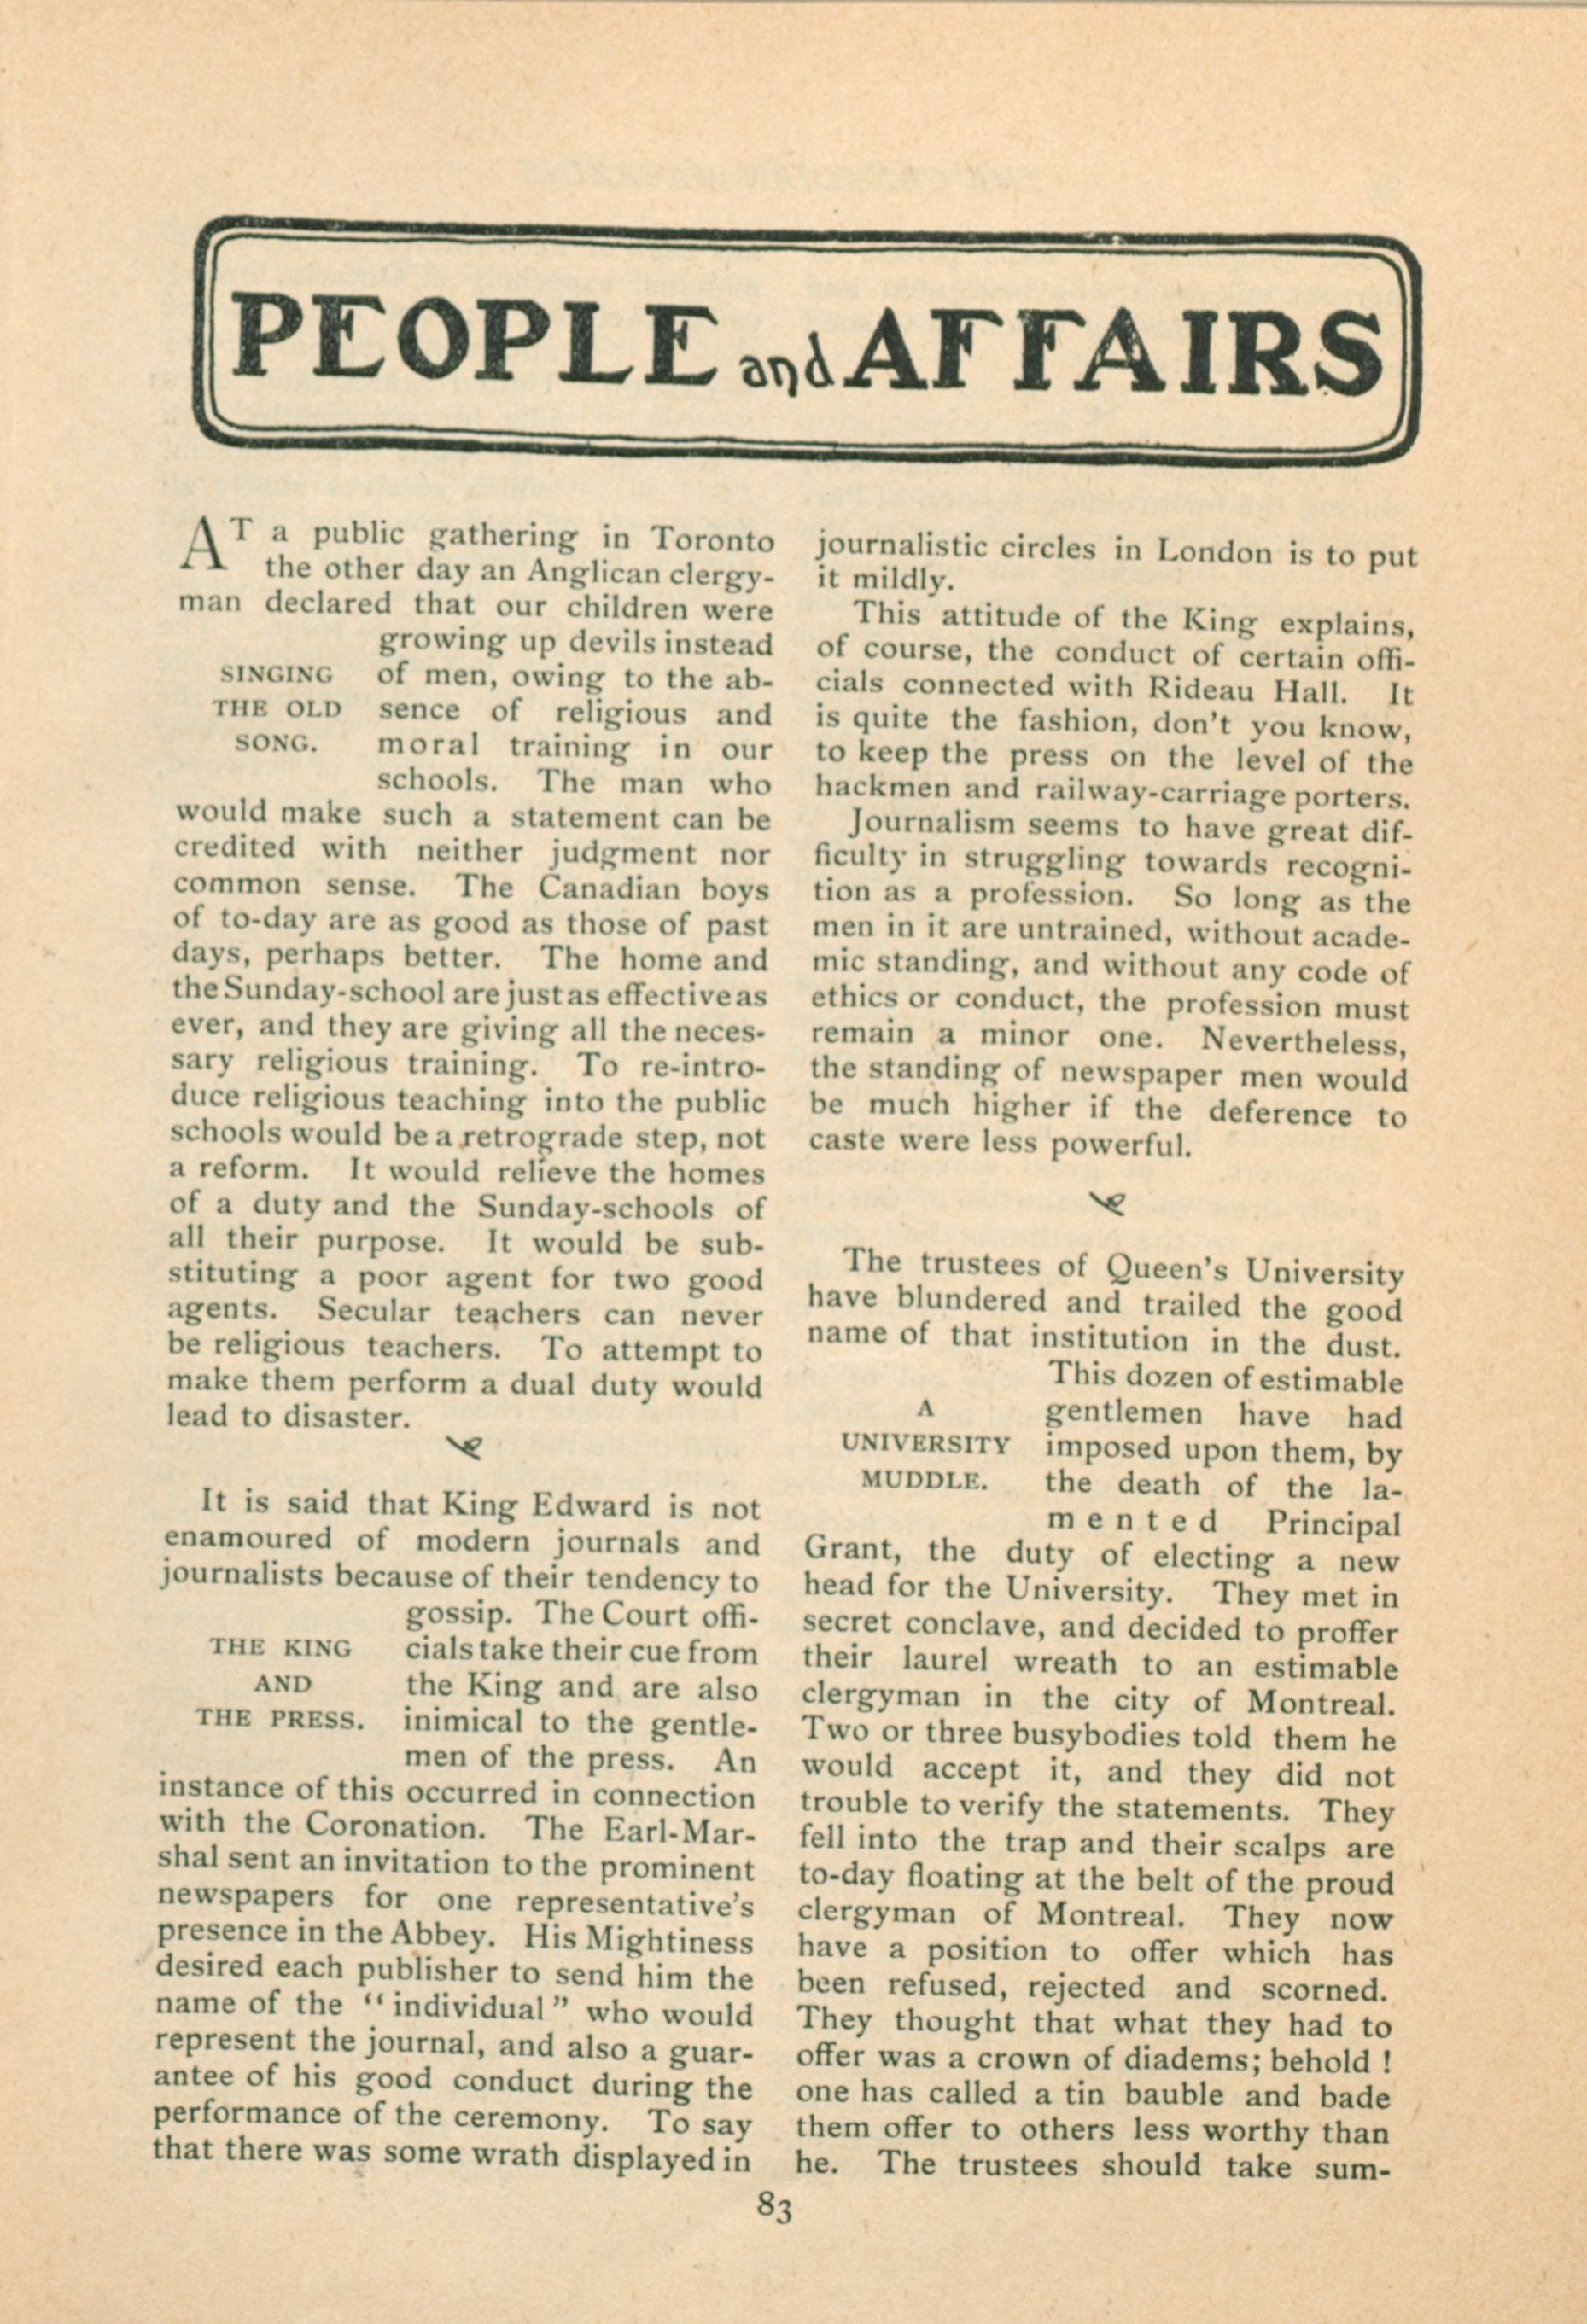 PEOPLE and AFFAIRS
AT a public gathering in Toronto
the other day an Anglican clergy-
man declared that our children were
growing up devils instead
SINGING of men, owing to the ab-
THE OLD sence of religious and
SONG. moral training in our
schools. The man who
would make such a statement can be
credited with neither judgment nor
common sense. The Canadian boys
of to-day are as good as those of past
days, perhaps better. The home and
the Sunday-school are just as effective as
ever, and they are giving all the neces-
sary religious training. To re-intro-
duce religious teaching into the public
schools would be a retrograde step, not
a reform. It would relieve the homes
of a duty and the Sunday-schools of
all their purpose. It would be sub-
stituting a poor agent for two good
agents. Secular teachers can never
be religious teachers. To attempt to
make them perform a dual duty would
lead to disaster.
It is said that King Edward is not
enamoured of modern journals and
journalists because of their tendency to
gossip. The Court offi-
THE KING cials take their cue from
AND the King and are also
THE PRESS. inimical to the gentle-
men of the press. An
instance of this occurred in connection
with the Coronation. The Earl-Mar-
shal sent an invitation to the prominent
newspapers for one representative's
presence in the Abbey. His Mightiness
desired each publisher to send him the
name of the "individual" who would
represent the journal, and also a guar-
antee of his good conduct during the
performance of the ceremony. To say
that there was some wrath displayed in
journalistic circles in London is to put
it mildly.
This attitude of the King explains,
of course, the conduct of certain offi-
cials connected with Rideau Hall. It
is quite the fashion, don't you know,
to keep the press on the level of the
hackmen and railway-carriage porters.
Journalism seems to have great dif-
ficulty in struggling towards recogni-
tion as a profession. So long as the
men in it are untrained, without acade-
mic standing, and without any code of
ethics or conduct, the profession must
remain a minor one. Nevertheless,
the standing of newspaper men would
be much higher if the deference to
caste were less powerful.
The trustees of Queen's University
have blundered and trailed the good
name of that institution in the dust.
This dozen of estimable
A gentlemen have had
UNIVERSITY imposed upon them, by
MUDDLE. the death of the la-
mented Principal
Grant, the duty of electing a new
head for the University. They met in
secret conclave, and decided to proffer
their laurel wreath to an estimable
clergyman in the city of Montreal.
Two or three busybodies told them he
would accept it, and they did not
trouble to verify the statements. They
fell into the trap and their scalps are
to-day floating at the belt of the proud
clergyman of Montreal. They now
have a position to offer which has
been refused, rejected and scorned.
They thought that what they had to
offer was a crown of diadems; behold !
one has called a tin bauble and bade
them offer to others less worthy than
he. The trustees should take sum-
83